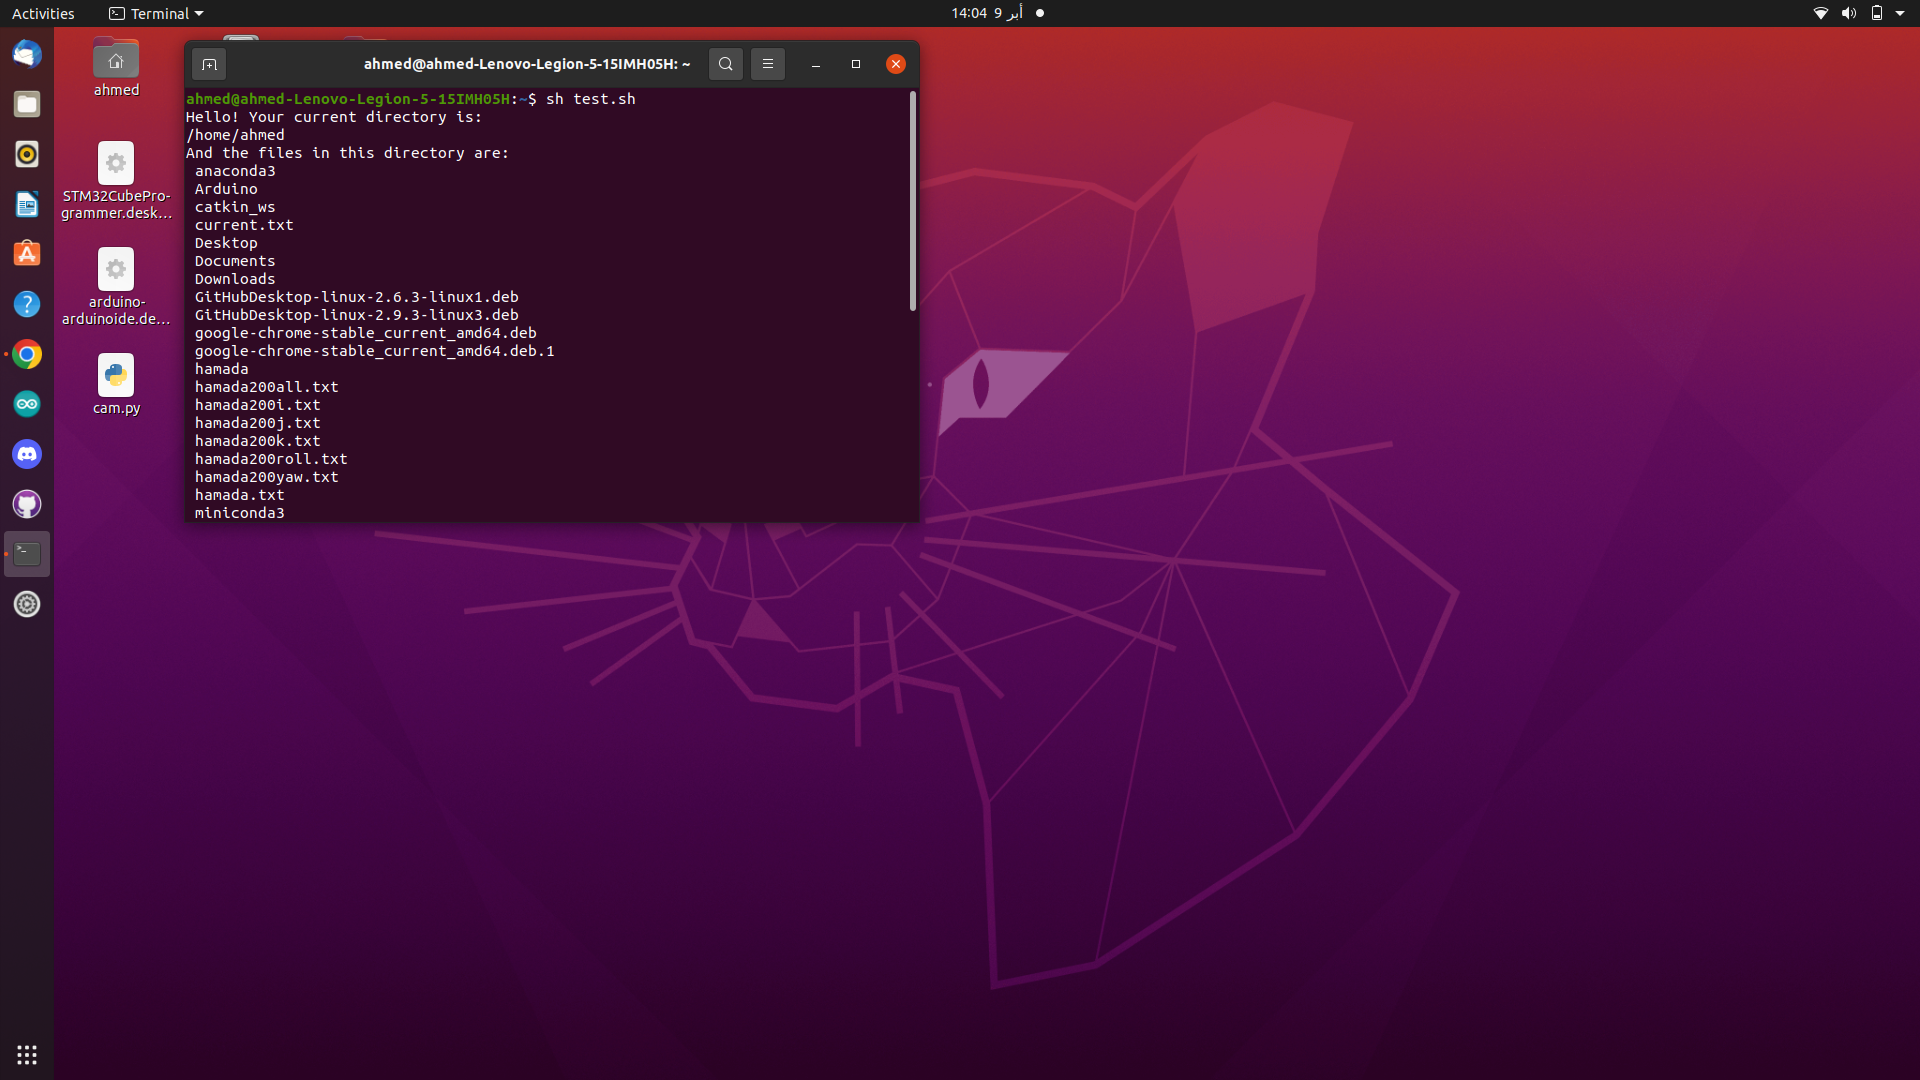 Activities
Terminal
14:04 9 أبر
ahmed
STM32CubePro-
grammer.desk...
arduino-
arduinoide.de...
cam.py
ahmed@ahmed-Lenovo-Legion-5-15IMH05H: ~
ahmed@ahmed-Lenovo-Legion-5-15IMH05H:~$ sh test.sh
Hello! Your current directory is:
/home/ahmed
And the files in this directory are:
anaconda3
Arduino
catkin_ws
current.txt
Desktop
Documents
Downloads
GitHubDesktop-linux-2.6.3-linux1.deb
GitHubDesktop-linux-2.9.3-linux3.deb
google-chrome-stable_current_amd64.deb
google-chrome-stable_current_amd64.deb.1
hamada
hamada200all.txt
hamada200i.txt
hamada200j.txt
hamada200k.txt
hamada200roll.txt
hamada200yaw.txt
hamada.txt
miniconda3